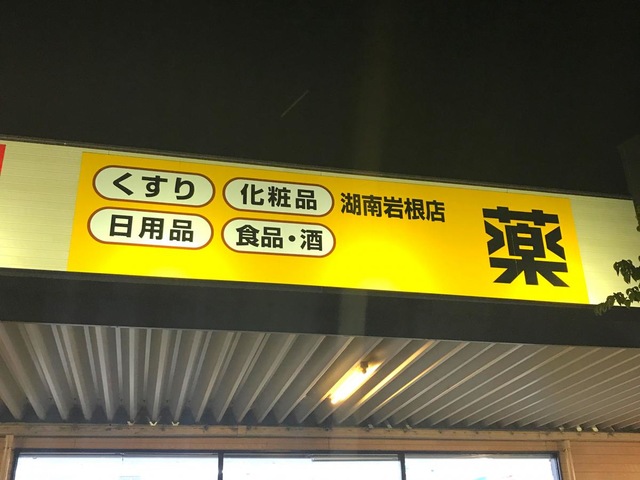 くすり
化粧品
日用品
食品・酒
湖南岩根店
薬